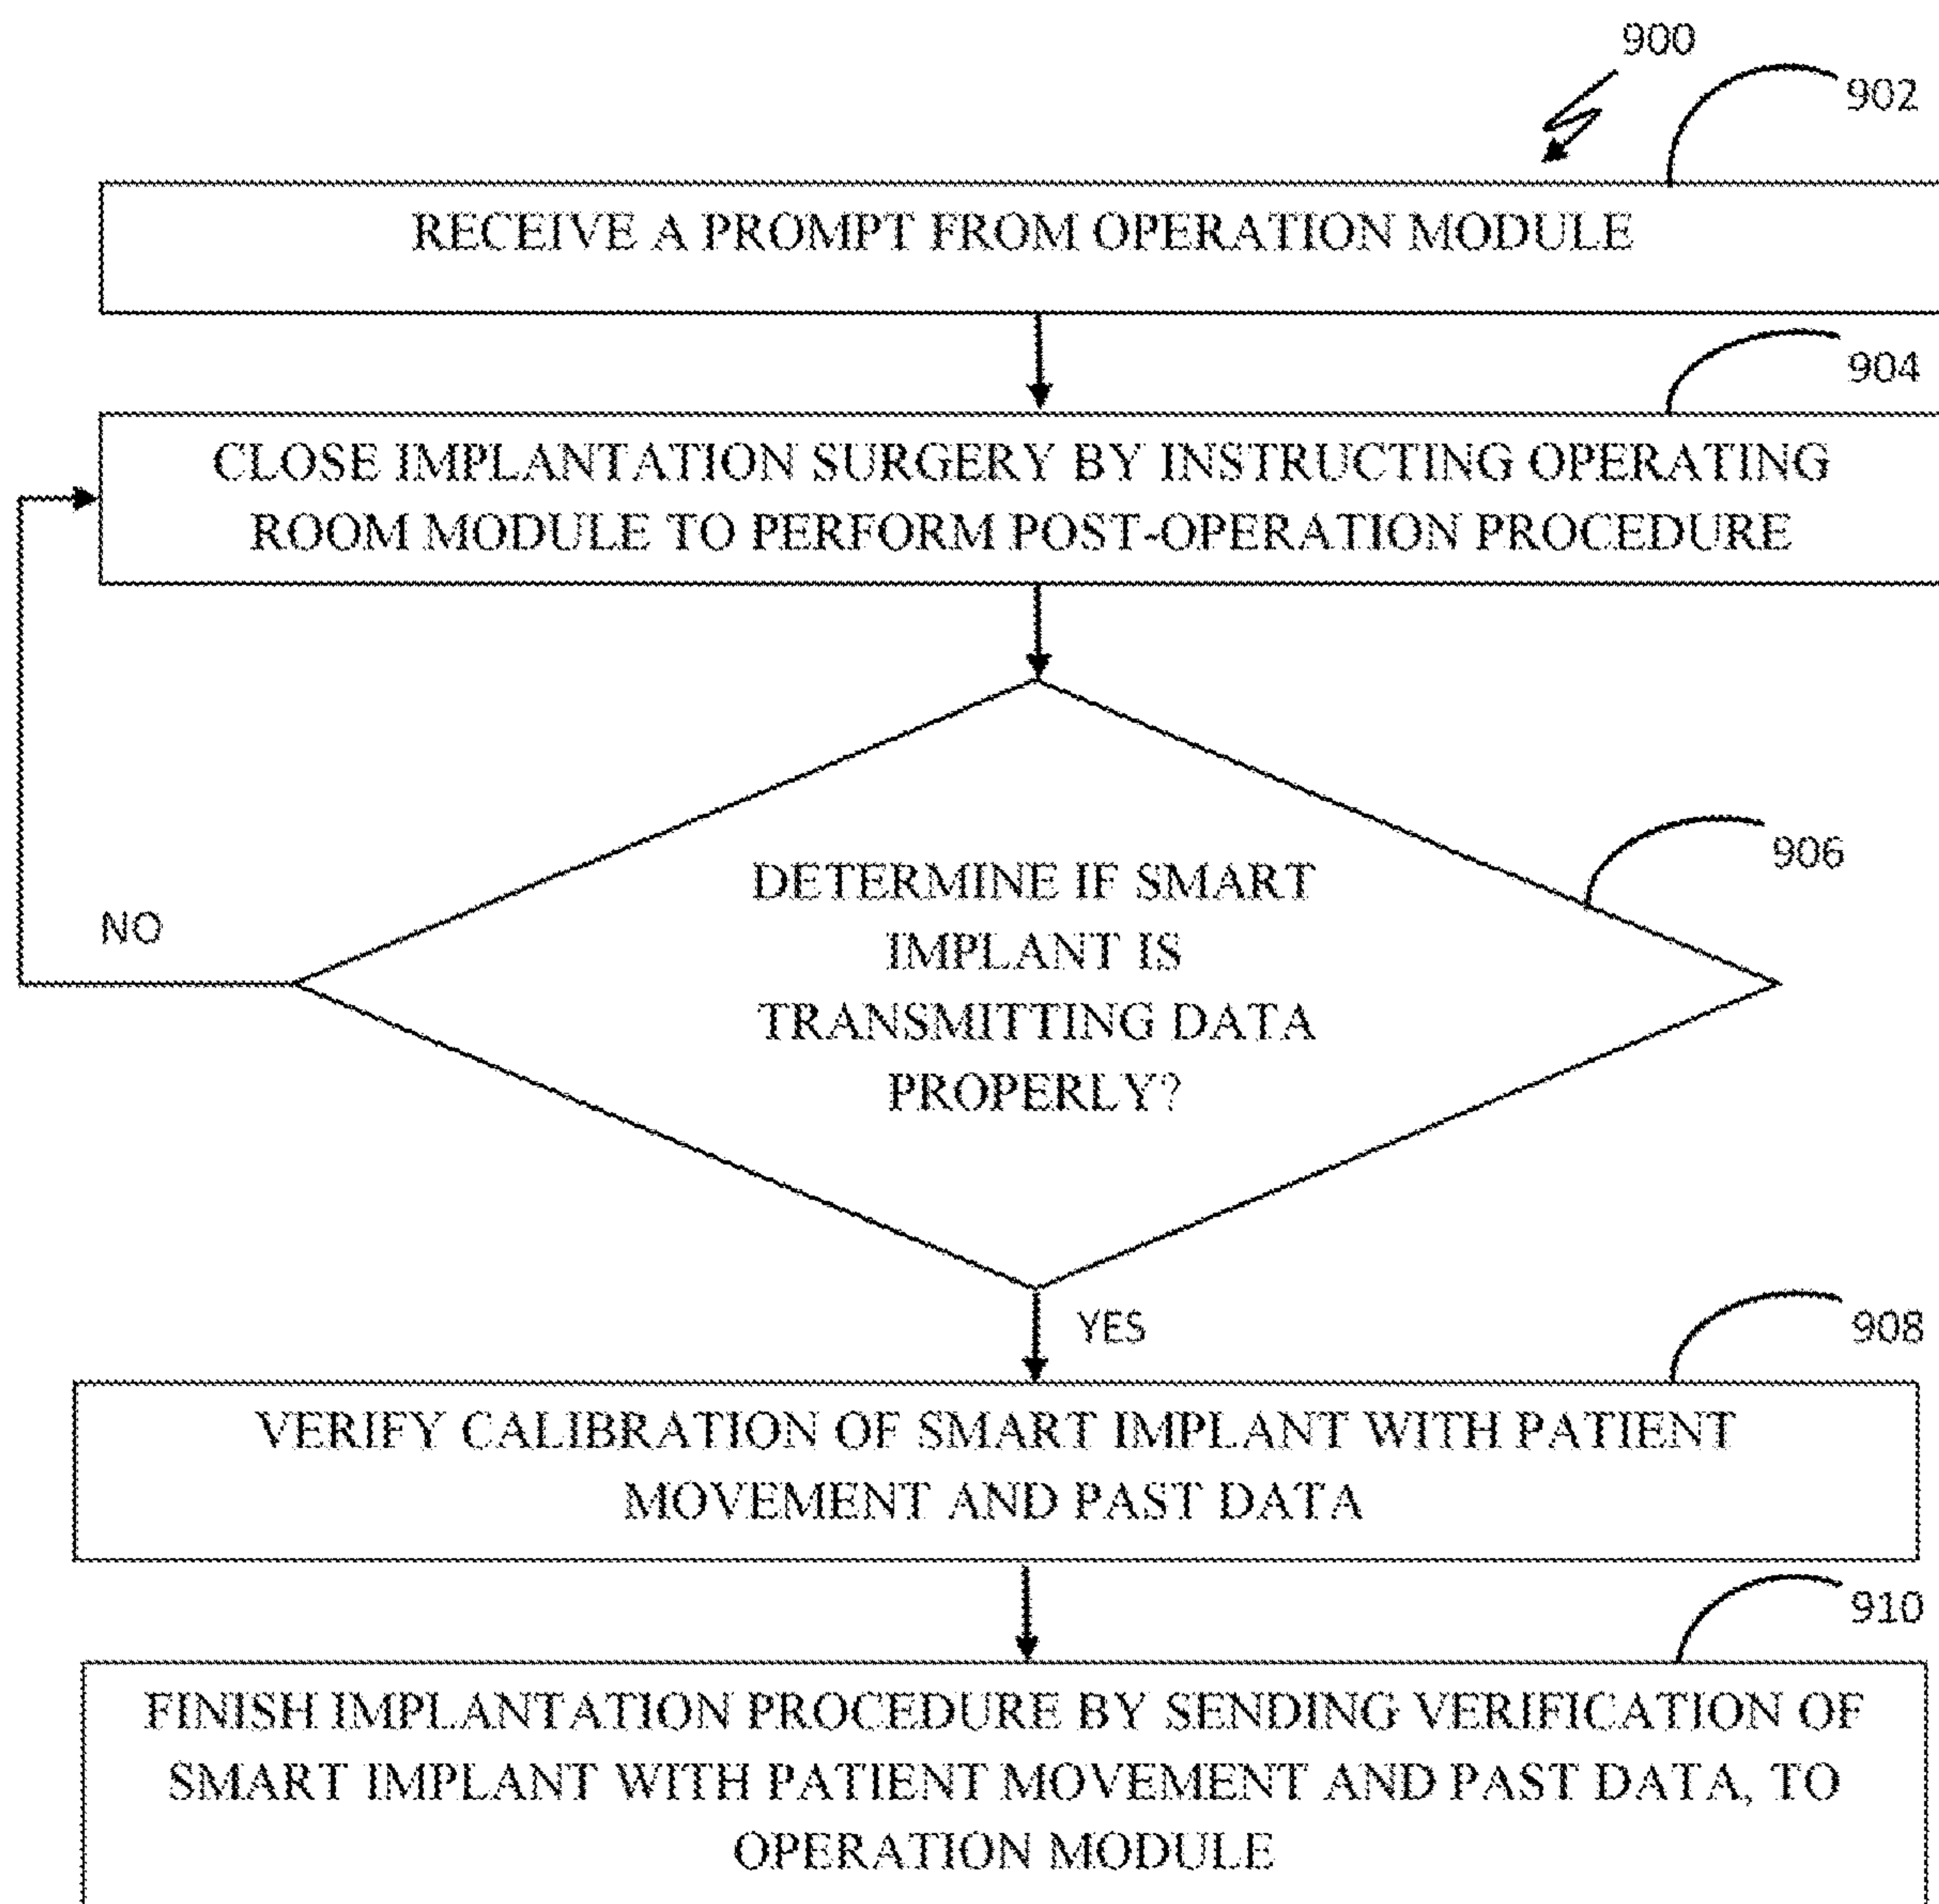 900
902
RECEIVE A PROMPT FROM OPERATION MODULE
904
CLOSE IMPLANTATION SURGERY BY INSTRUCTING OPERATING
ROOM MODULE TO PERFORM POST-OPERATION PROCEDURE
906
DETERMINE IF SMART
IMPLANT IS
TRANSMITTING DATA
PROPERLY?
NO
YES
908
VERIFY CALIBRATION OF SMART IMPLANT WITH PATIENT
MOVEMENT AND PAST DATA
910
FINISH IMPLANTATION PROCEDURE BY SENDING VERIFICATION OF
SMART IMPLANT WITH PATIENT MOVEMENT AND PAST DATA, TO
OPERATION MODULE